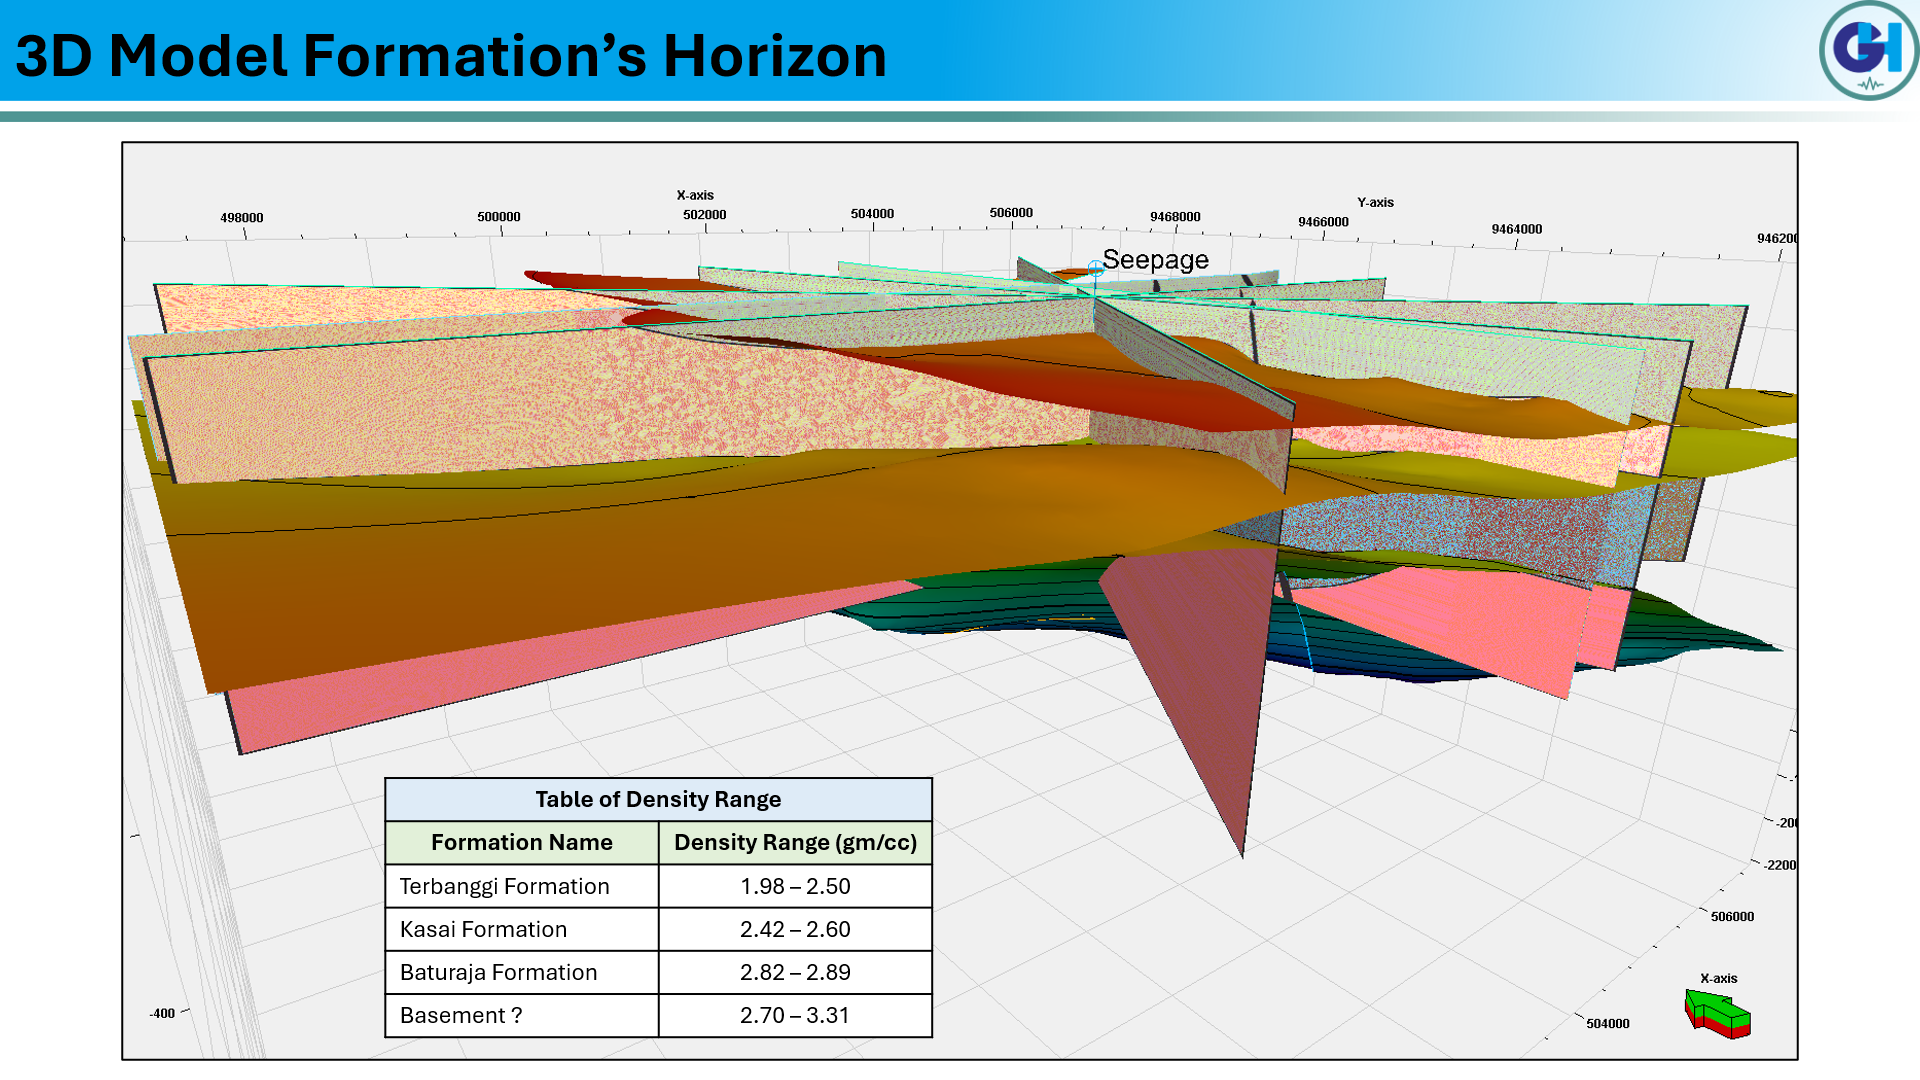 3D Model Formation’s Horizon
GH
X-axis
Y-axis
498000
500000
502000
504000
506000
9468000
9466000
9464000
Seepage
-2200
506000
X-axis
504000
-400
Table of Density Range
Formation Name
Density Range (gm/cc)
Terbanggi Formation
1.98 – 2.50
Kasai Formation
2.42 – 2.60
Baturaja Formation
2.82 – 2.89
Basement ?
2.70 – 3.31